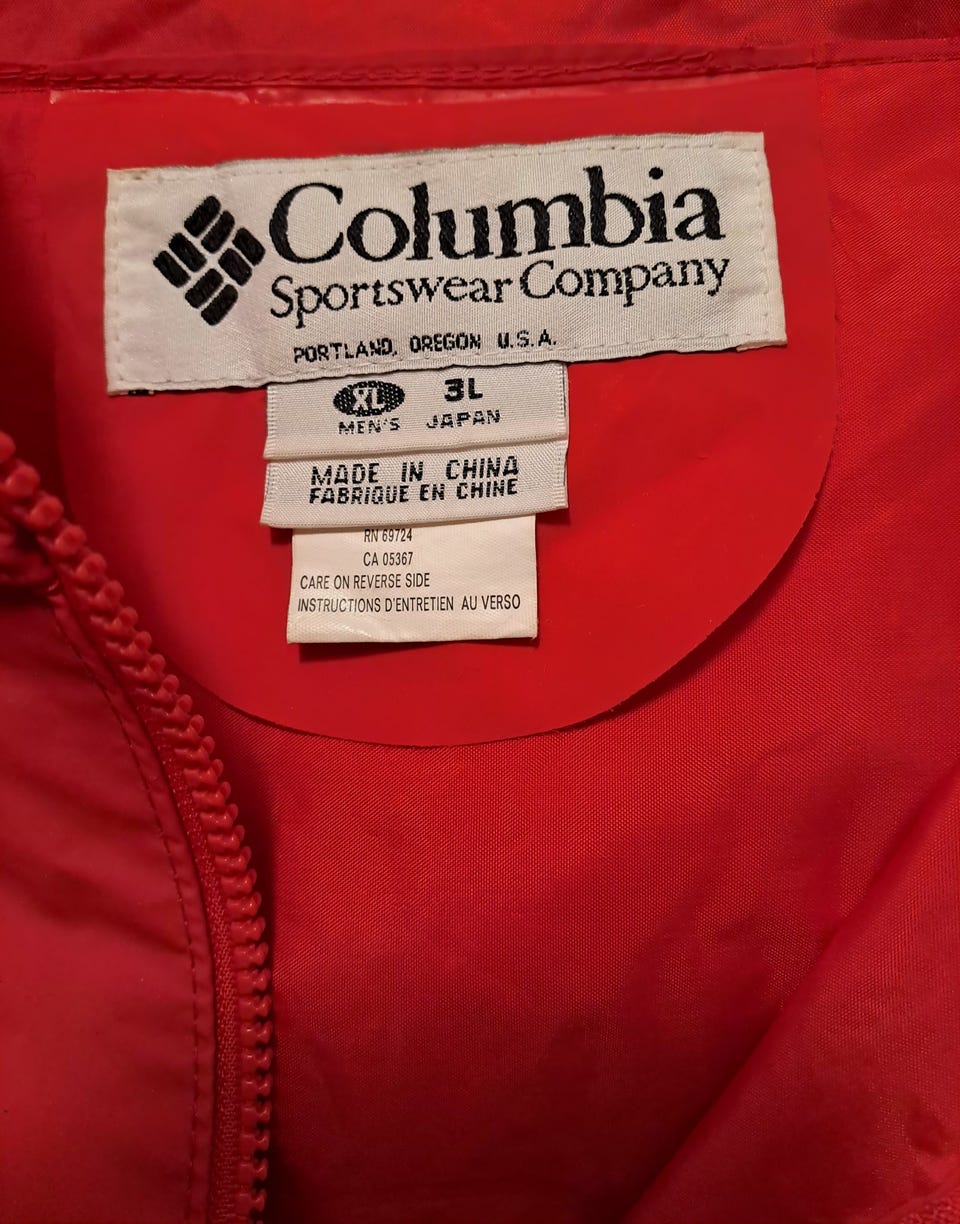 Columbia
Sportswear Company
PORTLAND, OREGON U.S.A.
XL 3L
MEN'S JAPAN
MADE IN CHINA
FABRIQUE EN CHINE
RN 69724
CA 05367
CARE ON REVERSE SIDE
INSTRUCTIONS D'ENTRETIEN AU VERSO